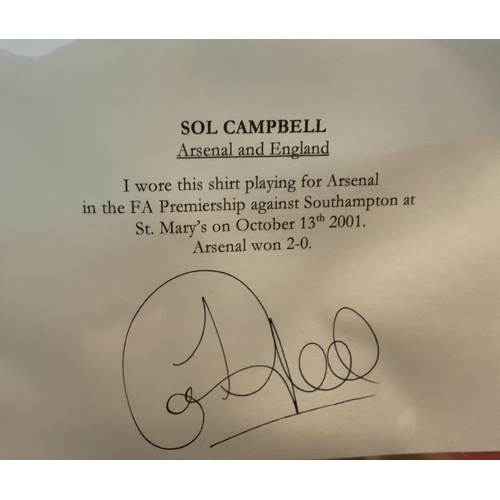 SOL CAMPBELL
Arsenal and England
I wore this shirt playing for Arsenal
in the FA Premiership against Southampton at
St. Mary's on October 13th 2001.
Arsenal won 2-0.